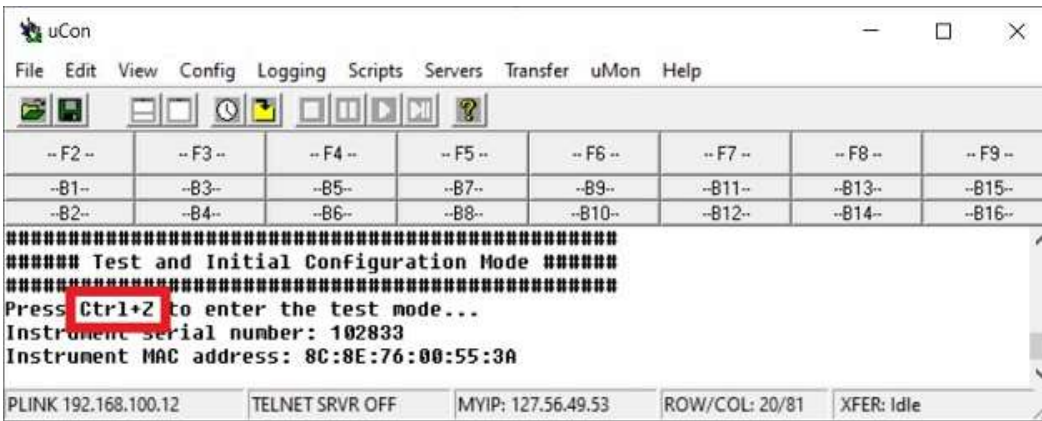 uCon
File Edit View Config Logging Scripts Servers Transfer uMon Help
-- F2 -- -- F3 -- -- F4 -- -- F5 -- -- F6 -- -- F7 -- -- F8 -- -- F9 --
--B1-- --B3-- --B5-- --B7-- --B9-- --B11-- --B13-- --B15--
--B2-- --B4-- --B6-- --B8-- --B10-- --B12-- --B14-- --B16--
##################################################
###### Test and Initial Configuration Mode ######
##################################################
Press Ctrl+Z to enter the test mode...
Instrument serial number: 102833
Instrument MAC address: 8C:8E:76:00:55:3A
PLINK 192.168.100.12 TELNET SRVR OFF MYIP: 127.56.49.53 ROW/COL: 20/81 XFER: Idle